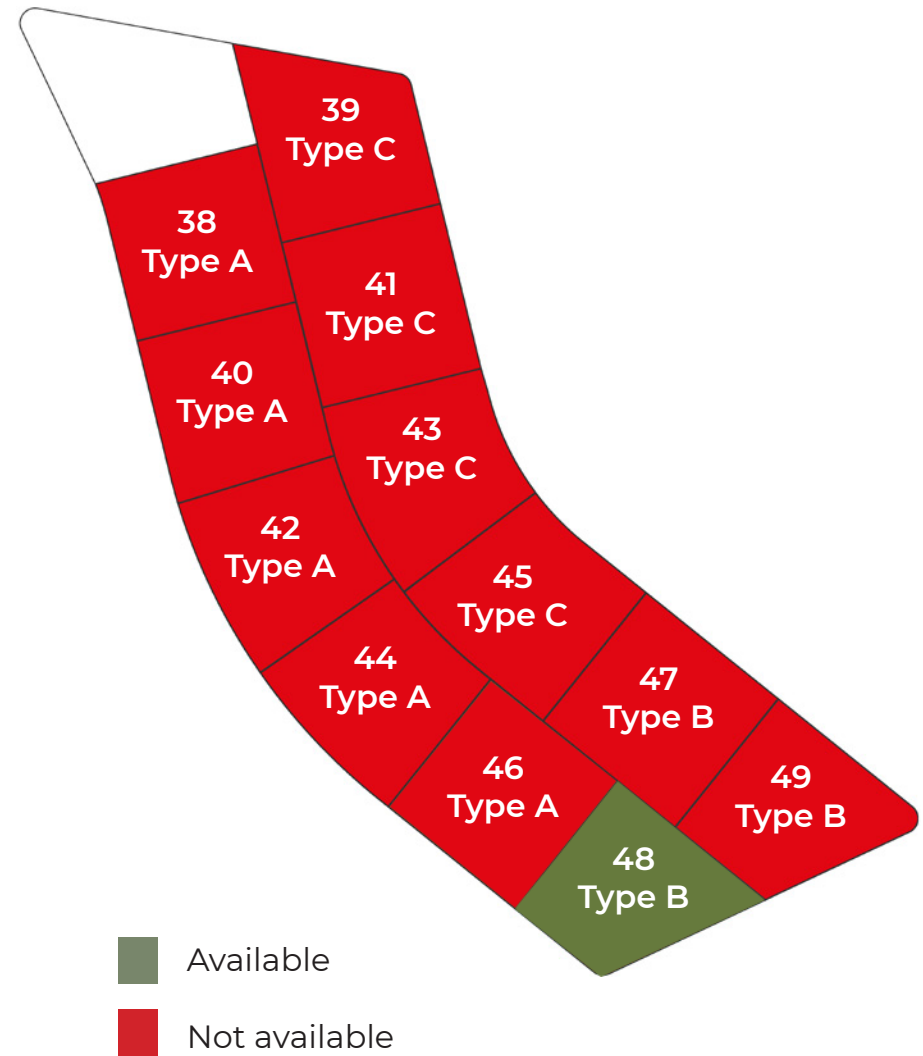 39
Type C
38
Type A
41
Type C
40
Type A
43
Type C
42
Type A
45
Type C
44
Type A
47
Type B
46
Type A
49
Type B
48
Type B
Available
Not available